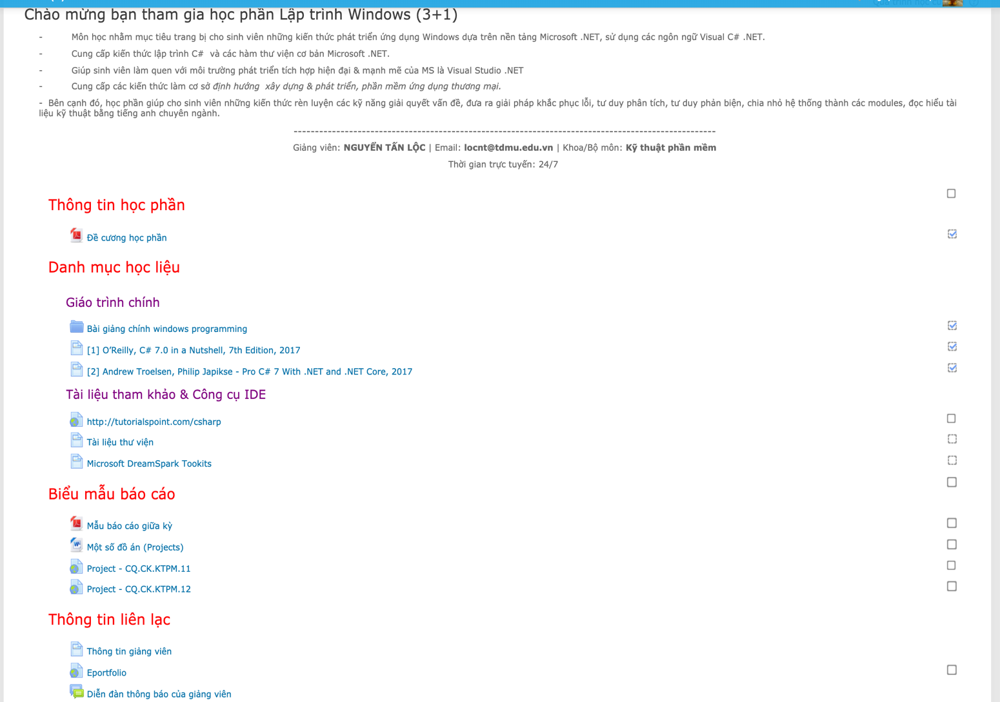 Chào mừng bạn tham gia học phần Lập trình Windows (3+1)
- Môn học nhằm mục tiêu trang bị cho sinh viên những kiến thức phát triển ứng dụng Windows dựa trên nền tảng Microsoft .NET, sử dụng các ngôn ngữ Visual C# .NET.
- Cung cấp kiến thức lập trình C# và các hàm thư viện cơ bản Microsoft .NET.
- Giúp sinh viên làm quen với môi trường phát triển tích hợp hiện đại & mạnh mẽ của MS là Visual Studio .NET
- Cung cấp các kiến thức làm cơ sở định hướng xây dựng & phát triển, phần mềm ứng dụng thương mại.
- Bên cạnh đó, học phần giúp cho sinh viên những kiến thức rèn luyện các kỹ năng giải quyết vấn đề, đưa ra giải pháp khắc phục lỗi, tư duy phân tích, tư duy phản biện, chia nhỏ hệ thống thành các modules, đọc hiểu tài
liệu kỹ thuật bằng tiếng anh chuyên ngành.
----------------------------------------------------------------------------------------------------
Giảng viên: NGUYỄN TẤN LỘC | Email: locnt@tdmu.edu.vn | Khoa/Bộ môn: Kỹ thuật phần mềm
Thời gian trực tuyến: 24/7
Thông tin học phần
Đề cương học phần
Danh mục học liệu
Giáo trình chính
Bài giảng chính windows programming
[1] O'Reilly, C# 7.0 in a Nutshell, 7th Edition, 2017
[2] Andrew Troelsen, Philip Japikse - Pro C# 7 With .NET and .NET Core, 2017
Tài liệu tham khảo & Công cụ IDE
http://tutorialspoint.com/csharp
Tài liệu thư viện
Microsoft DreamSpark Tookits
Biểu mẫu báo cáo
Mẫu báo cáo giữa kỳ
Một số đồ án (Projects)
Project - CQ.CK.KTPM.11
Project - CQ.CK.KTPM.12
Thông tin liên lạc
Thông tin giảng viên
Eportfolio
Diễn đàn thông báo của giảng viên